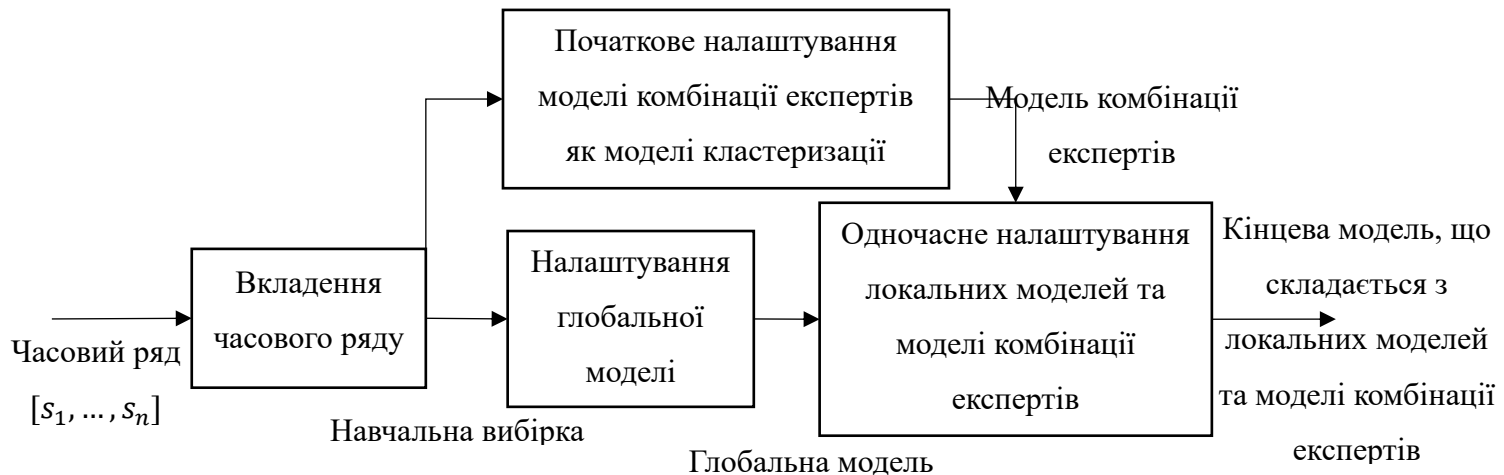 Початкове налаштування
моделі комбінації експертів
як моделі кластеризації
Модель комбінації
експертів
Вкладення
часового ряду
Налаштування
глобальної
моделі
Одночасне налаштування
локальних моделей та
моделі комбінації
експертів
Кінцева модель, що
складається з
локальних моделей
та моделі комбінації
експертів
Часовий ряд
[𝑠₁, … , 𝑠ₙ]
Навчальна вибірка
Глобальна модель